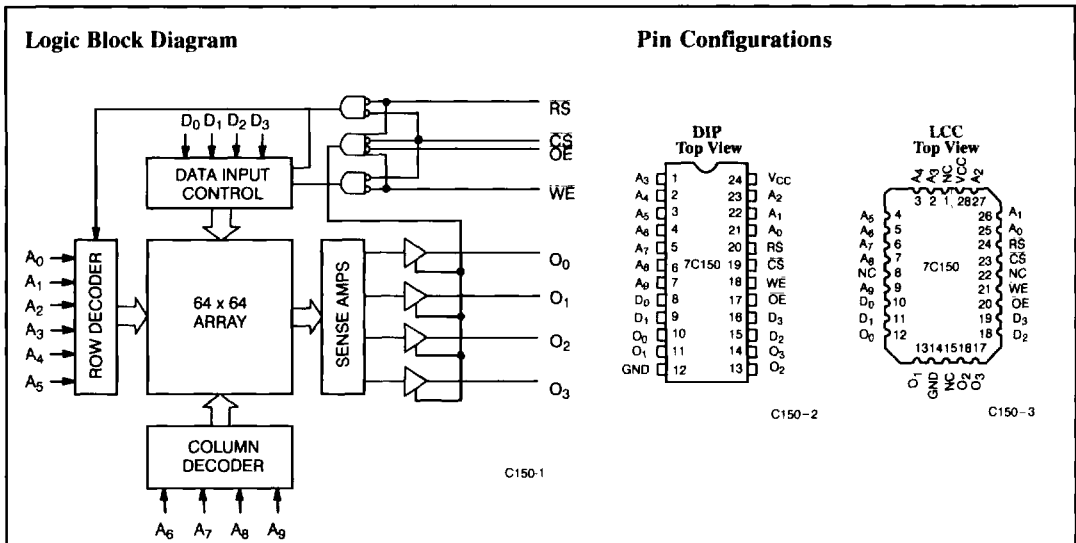 Logic Block Diagram
D0 D1 D2 D3
DATA INPUT
CONTROL
RS
CS
OE
WE
A0
A1
A2
A3
A4
A5
ROW DECODER
64 x 64
ARRAY
SENSE AMPS
O0
O1
O2
O3
COLUMN
DECODER
A6 A7 A8 A9
C150-1
Pin Configurations
DIP
Top View
A3 1 24 VCC
A4 2 23 A2
A5 3 22 A1
A6 4 21 A0
A7 5 20 RS
A8 6 7C150 19 CS
A9 7 18 WE
D0 8 17 OE
D1 9 16 D3
O0 10 15 D2
O1 11 14 O3
GND 12 13 O2
C150-2
LCC
Top View
A4 A3 NC VCC A2
3 2 1 28 27
A5 4 26 A1
A6 5 25 A0
A7 6 24 RS
A8 7 7C150 23 CS
NC 8 22 NC
A9 9 21 WE
D0 10 20 OE
D1 11 19 D3
O0 12 18 D2
13 14 15 16 17
O1 GND NC O2 O3
C150-3